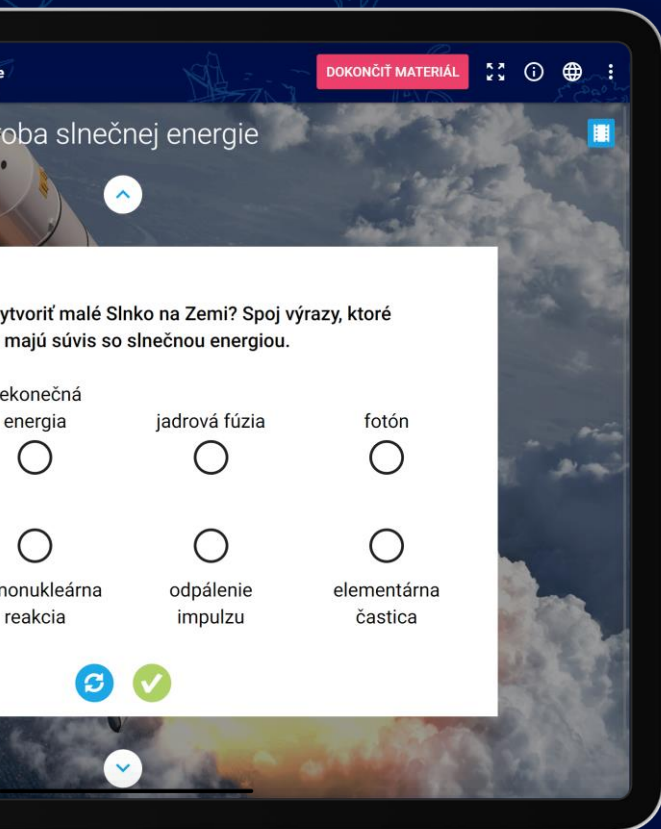 e
DOKONČIŤ MATERIÁL
oba slnečnej energie
ytvoriť malé Slnko na Zemi? Spoj výrazy, ktoré
majú súvis so slnečnou energiou.
ekonečná
energia
jadrová fúzia
fotón
monukleárna
reakcia
odpálenie
impulzu
elementárna
častica